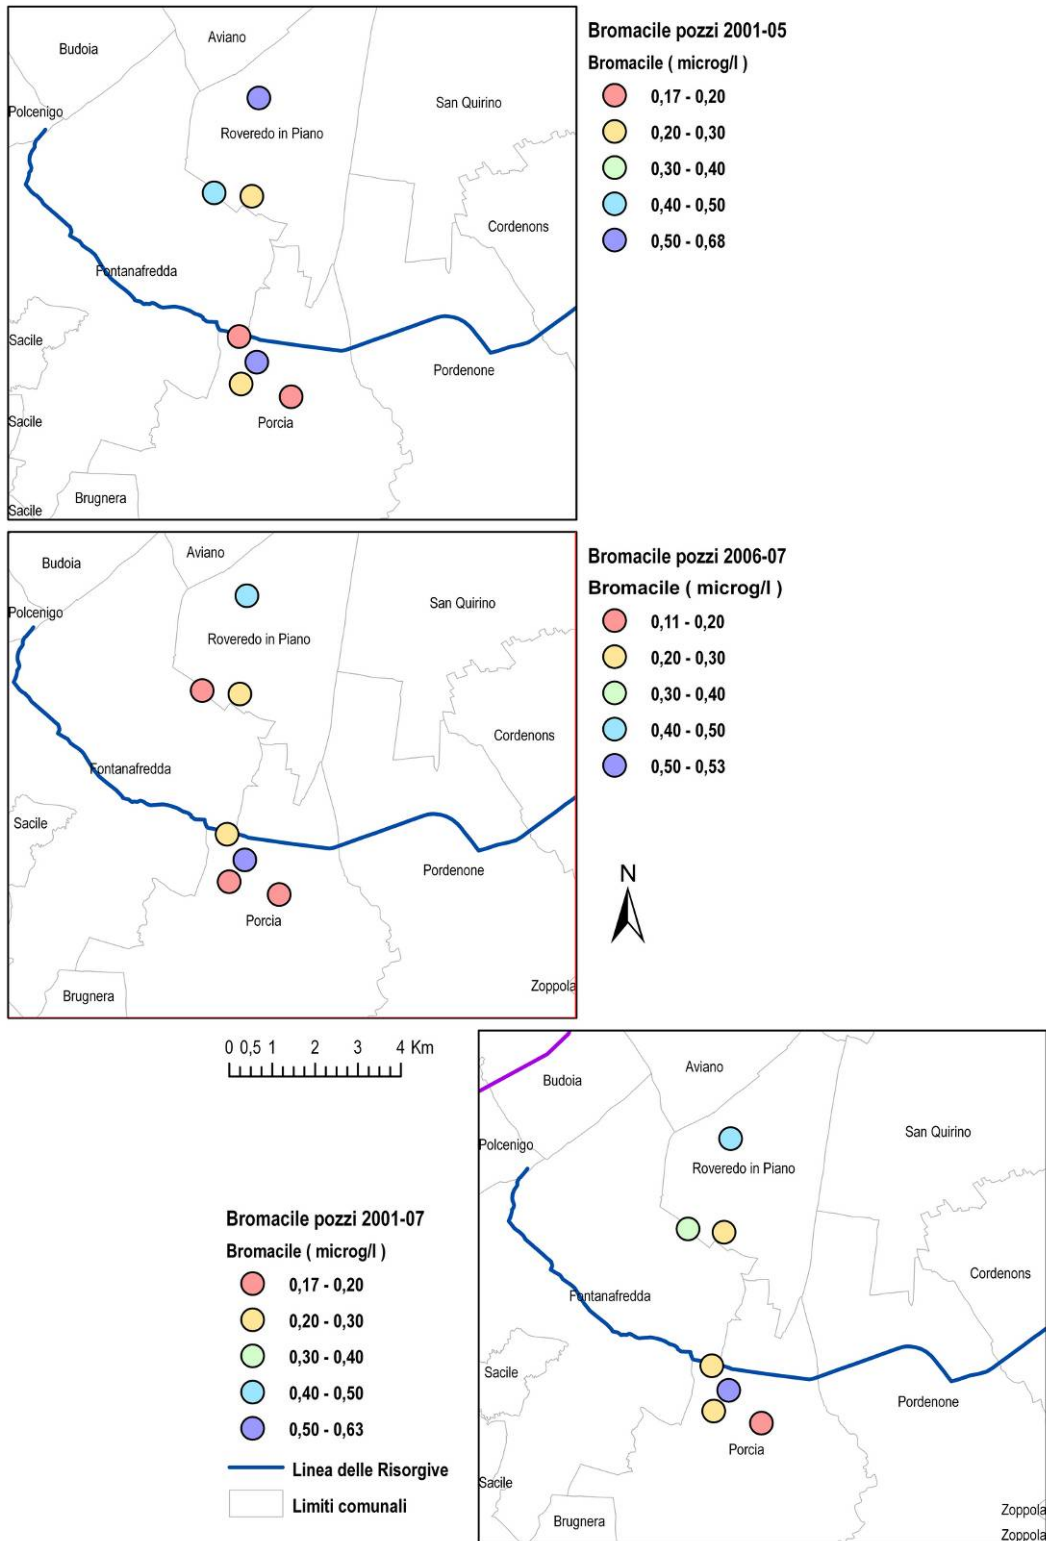 Budoia
Aviano
San Quirino
Polcenigo
Roveredo in Piano
Cordenons
Fontanafredda
Sacile
Pordenone
Sacile
Porcia
Brugnera
Sacile
Bromacile pozzi 2001-05
Bromacile ( microg/l )
0,17 - 0,20
0,20 - 0,30
0,30 - 0,40
0,40 - 0,50
0,50 - 0,68
Budoia
Aviano
San Quirino
Polcenigo
Roveredo in Piano
Cordenons
Fontanafredda
Sacile
Pordenone
Porcia
Zoppola
Brugnera
Bromacile pozzi 2006-07
Bromacile ( microg/l )
0,11 - 0,20
0,20 - 0,30
0,30 - 0,40
0,40 - 0,50
0,50 - 0,53
N
0 0,5 1 2 3 4 Km
Bromacile pozzi 2001-07
Bromacile ( microg/l )
0,17 - 0,20
0,20 - 0,30
0,30 - 0,40
0,40 - 0,50
0,50 - 0,63
Linea delle Risorgive
Limiti comunali
Budoia
Aviano
San Quirino
Polcenigo
Roveredo in Piano
Cordenons
Fontanafredda
Sacile
Pordenone
Porcia
Sacile
Zoppola
Brugnera
Zoppola